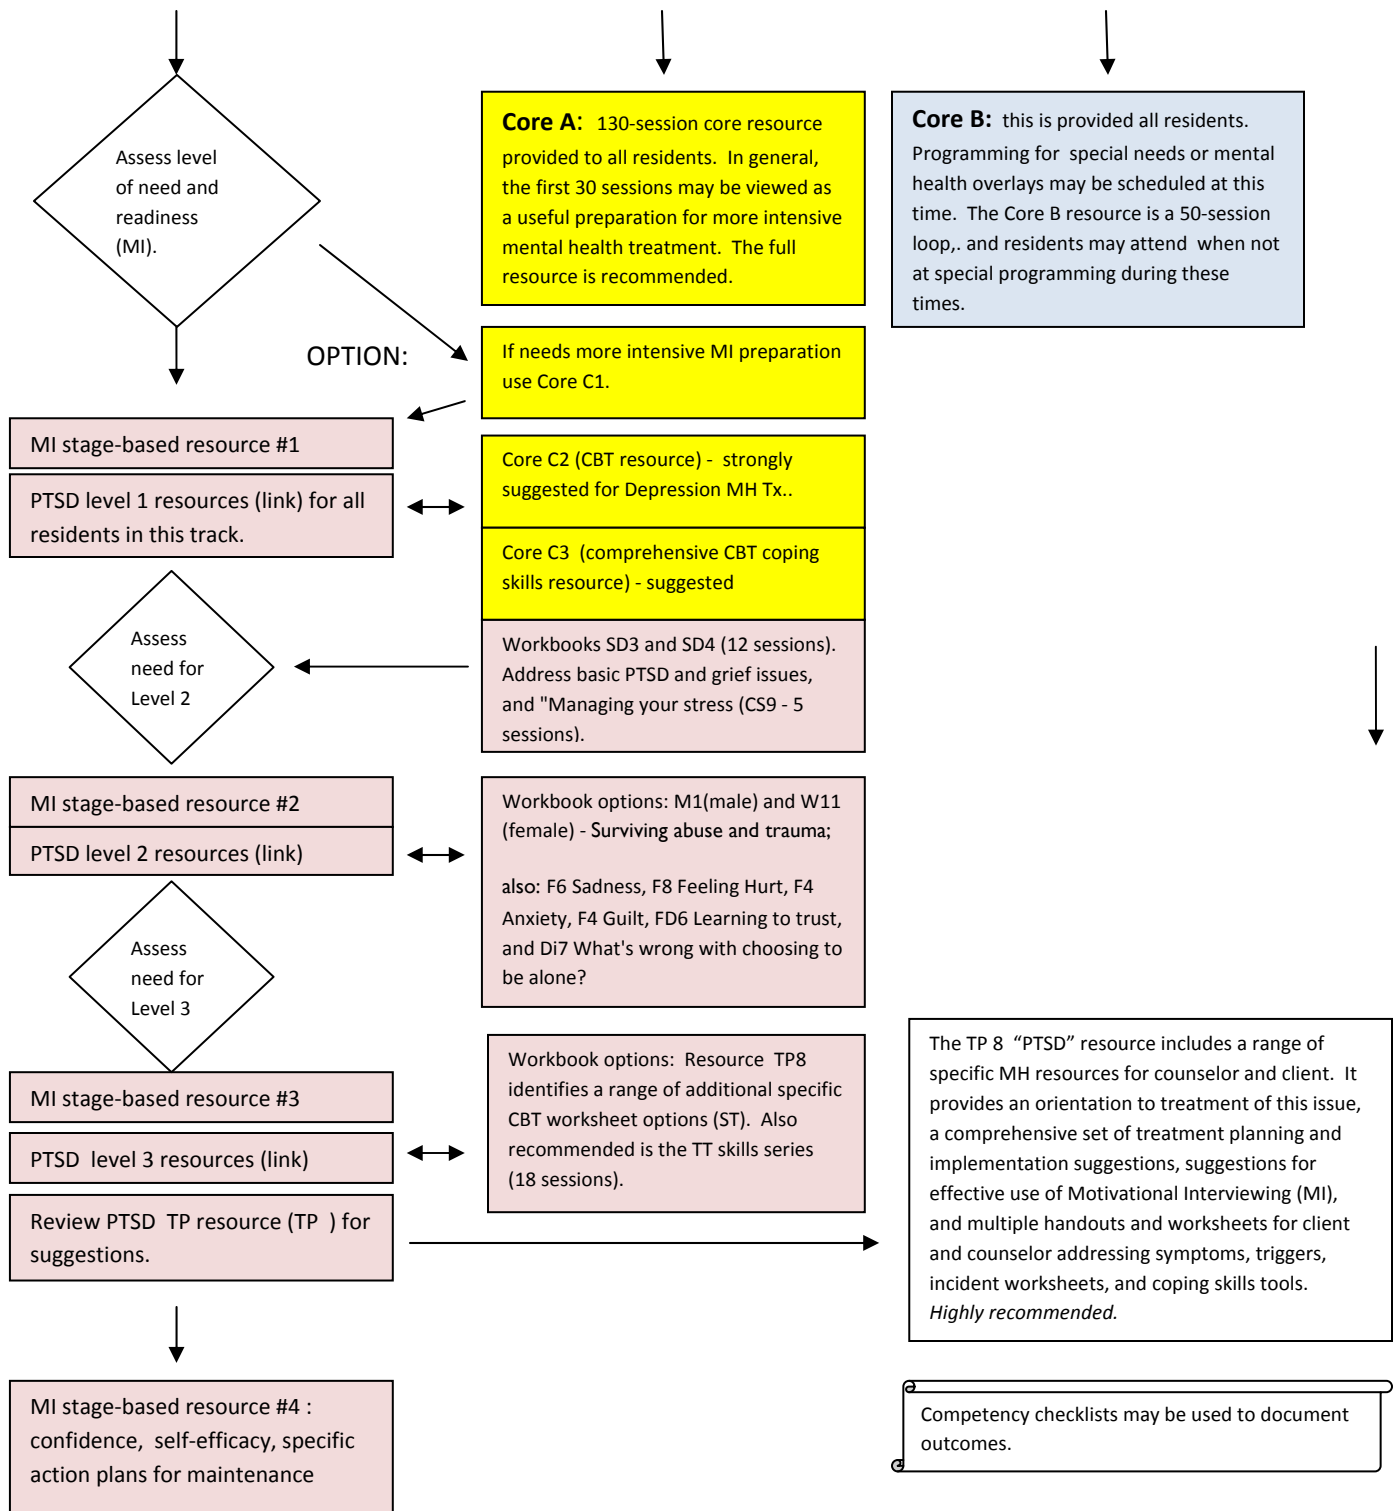 Assess level
of need and
readiness
(MI).
Core A: 130-session core resource
provided to all residents. In general,
the first 30 sessions may be viewed as
a useful preparation for more intensive
mental health treatment. The full
resource is recommended.
Core B: this is provided all residents.
Programming for special needs or mental
health overlays may be scheduled at this
time. The Core B resource is a 50-session
loop,. and residents may attend when not
at special programming during these
times.
OPTION:
If needs more intensive MI preparation
use Core C1.
MI stage-based resource #1
PTSD level 1 resources (link) for all
residents in this track.
Core C2 (CBT resource) - strongly
suggested for Depression MH Tx..
Core C3 (comprehensive CBT coping
skills resource) - suggested
Assess
need for
Level 2
Workbooks SD3 and SD4 (12 sessions).
Address basic PTSD and grief issues,
and "Managing your stress (CS9 - 5
sessions).
MI stage-based resource #2
PTSD level 2 resources (link)
Workbook options: M1(male) and W11
(female) - Surviving abuse and trauma;
also: F6 Sadness, F8 Feeling Hurt, F4
Anxiety, F4 Guilt, FD6 Learning to trust,
and Di7 What's wrong with choosing to
be alone?
Assess
need for
Level 3
MI stage-based resource #3
PTSD level 3 resources (link)
Review PTSD TP resource (TP ) for
suggestions.
Workbook options: Resource TP8
identifies a range of additional specific
CBT worksheet options (ST). Also
recommended is the TT skills series
(18 sessions).
The TP 8 “PTSD” resource includes a range of
specific MH resources for counselor and client. It
provides an orientation to treatment of this issue,
a comprehensive set of treatment planning and
implementation suggestions, suggestions for
effective use of Motivational Interviewing (MI),
and multiple handouts and worksheets for client
and counselor addressing symptoms, triggers,
incident worksheets, and coping skills tools.
Highly recommended.
MI stage-based resource #4 :
confidence, self-efficacy, specific
action plans for maintenance
Competency checklists may be used to document
outcomes.